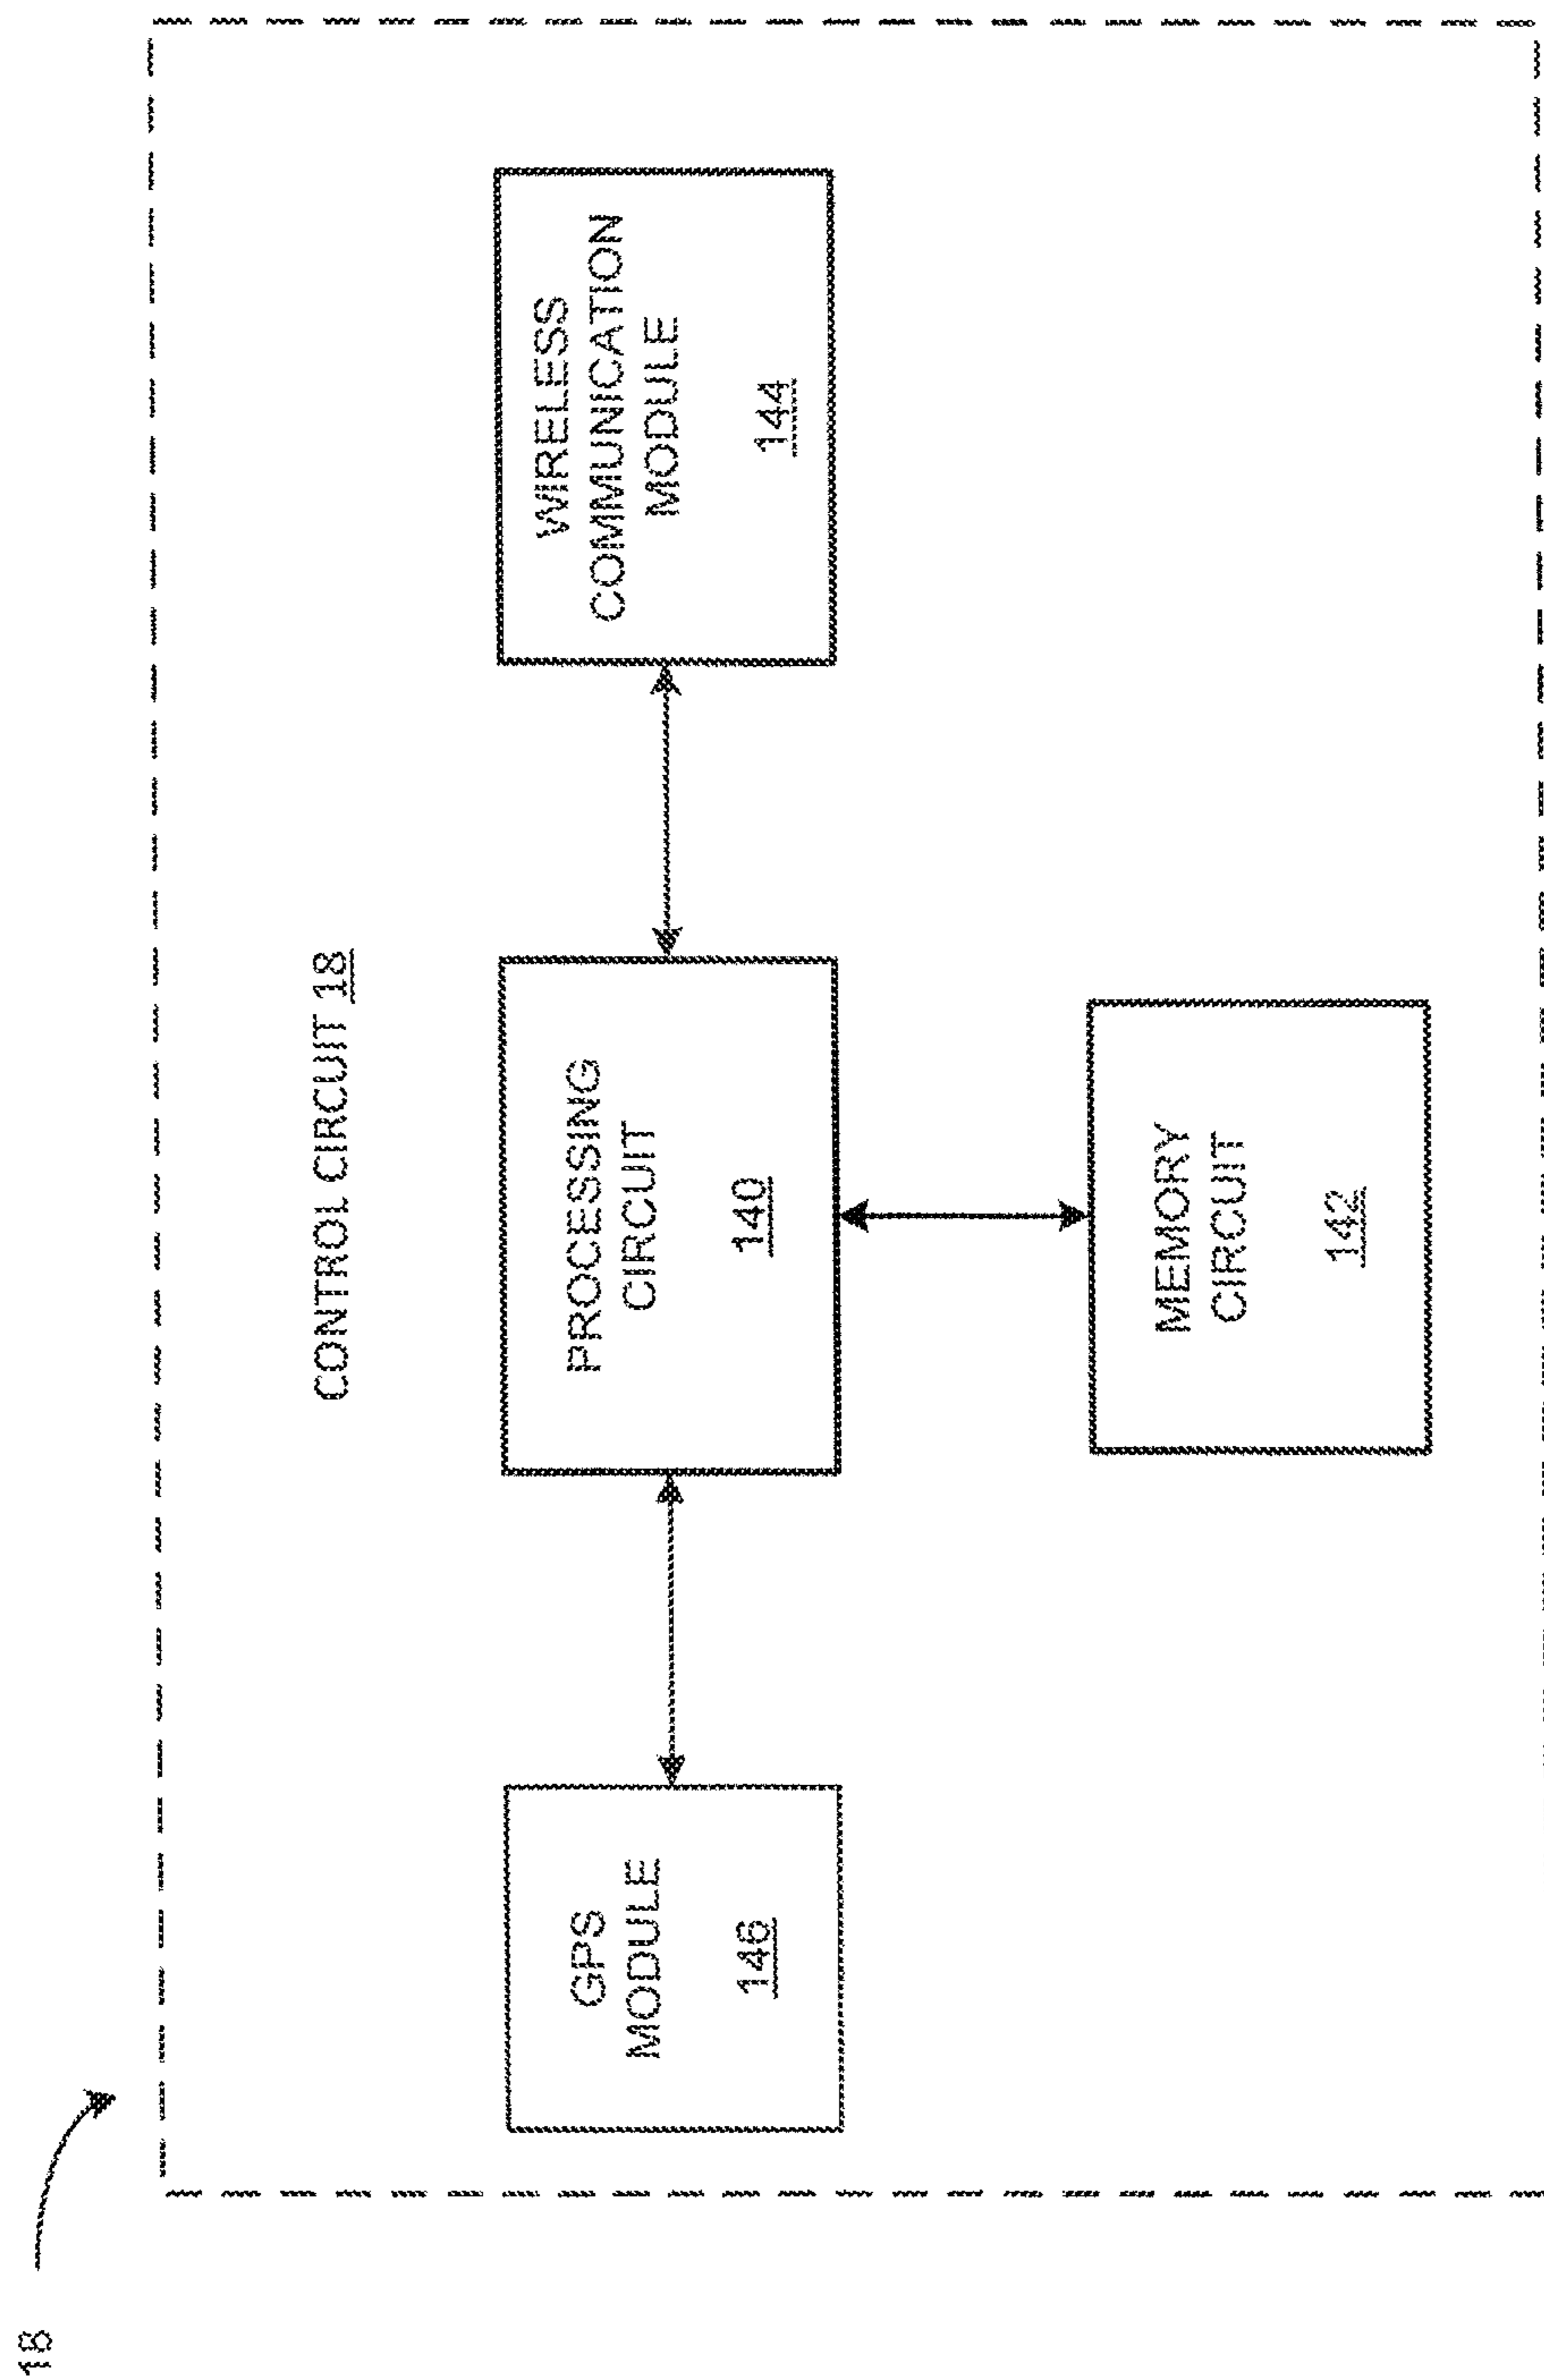 18
CONTROL CIRCUIT 18
GPS
MODULE
146
PROCESSING
CIRCUIT
140
WIRELESS
COMMUNICATION
MODULE
144
MEMORY
CIRCUIT
142